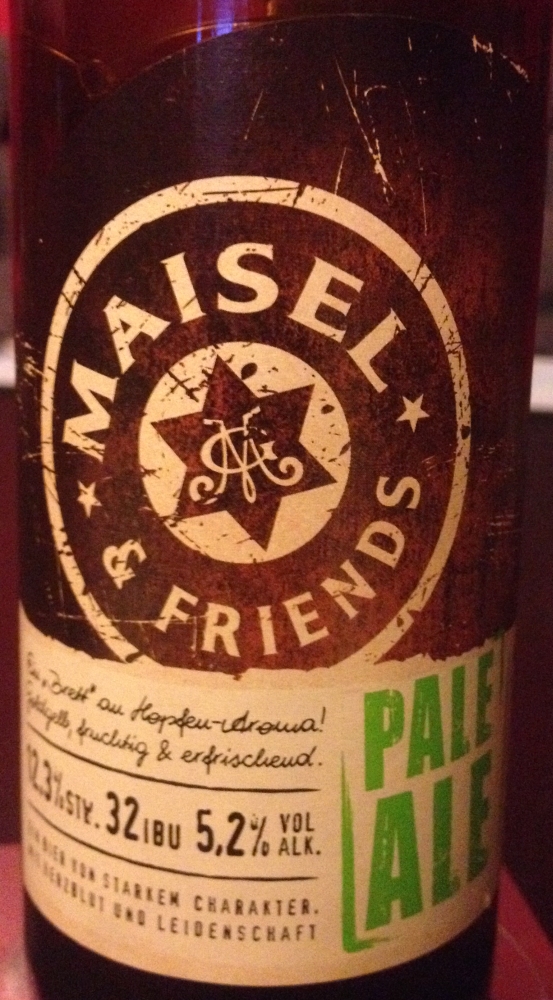 MAISEL
& FRIENDS
Ein „Brett“ an Hopfen-Aroma!
Goldgelb, fruchtig & erfrischend.
12.3% STW. 32 IBU 5,2% VOL ALK.
EIN BIER VON STARKEM CHARAKTER.
MIT HERZBLUT UND LEIDENSCHAFT
PALE
ALE